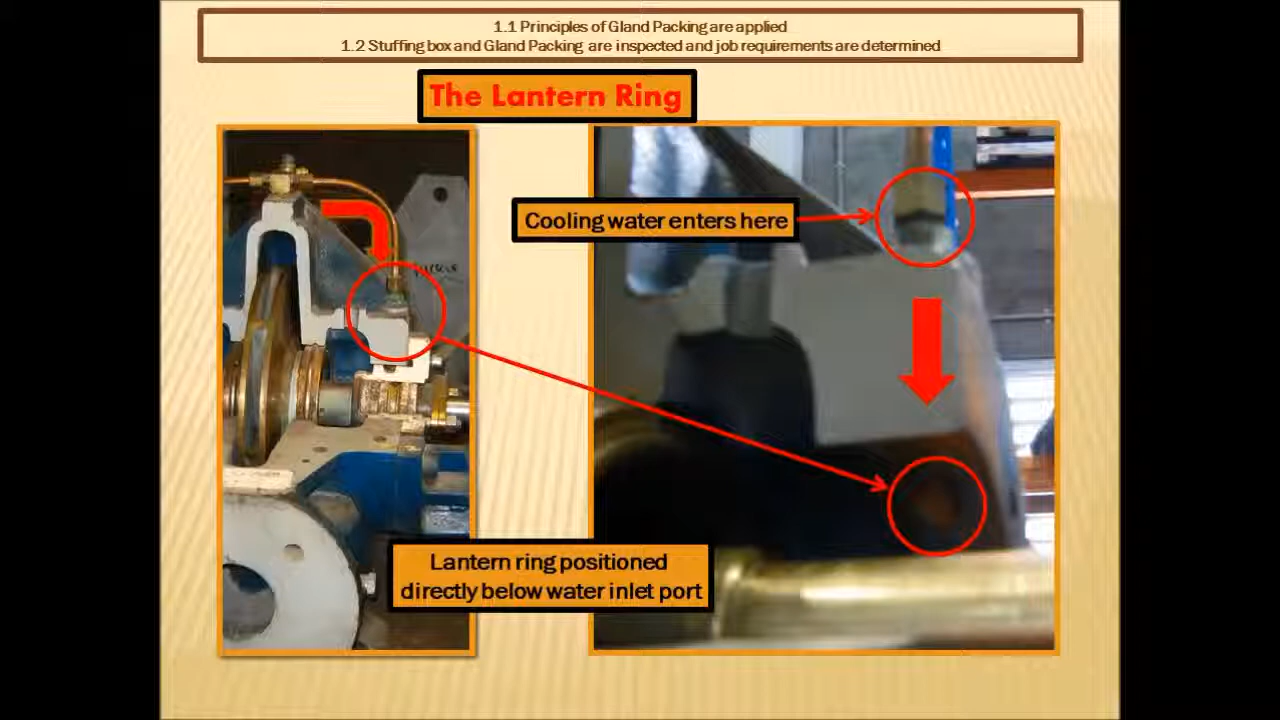 1.1 Principles of Gland Packing are applied
1.2 Stuffing box and Gland Packing are inspected and job requirements are determined
The Lantern Ring
Cooling water enters here
Lantern ring positioned
directly below water inlet port